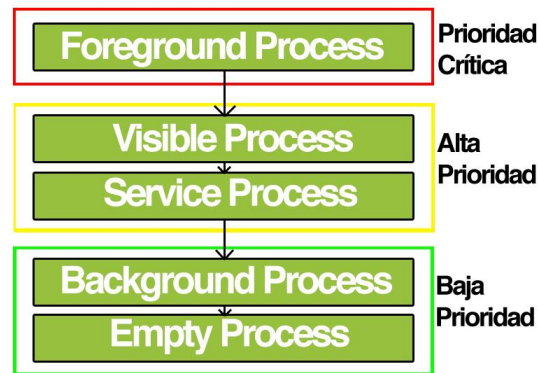 Foreground Process
Prioridad
Crítica
Visible Process
Service Process
Alta
Prioridad
Background Process
Empty Process
Baja
Prioridad